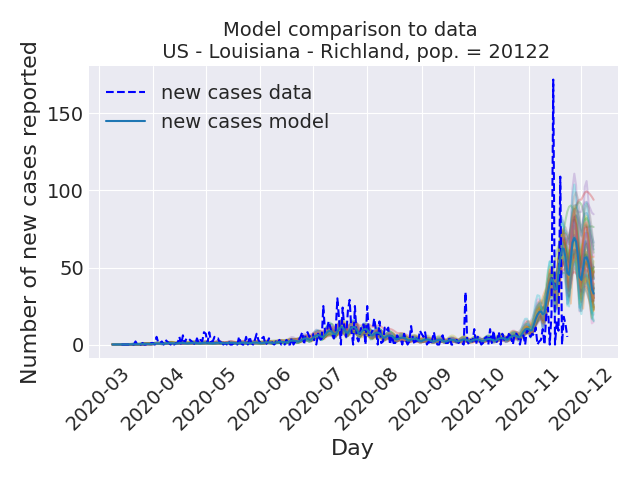 Model comparison to data
US - Louisiana - Richland, pop. = 20122
Number of new cases reported
150
100
50
0
new cases data
new cases model
2020-03
2020-04
2020-05
2020-06
2020-07
2020-08
2020-09
2020-10
2020-11
2020-12
Day